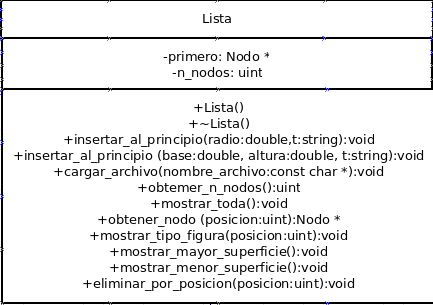 Lista
-primero: Nodo *
-n_nodos: uint
+Lista()
+~Lista()
+insertar_al_principio(radio:double,t:string):void
+insertar_al_principio (base:double, altura:double, t:string):void
+cargar_archivo(nombre_archivo:const char *):void
+obtemer_n_nodos():uint
+mostrar_toda():void
+obtener_nodo (posicion:uint):Nodo *
+mostrar_tipo_figura(posicion:uint):void
+mostrar_mayor_superficie():void
+mostrar_menor_superficie():void
+eliminar_por_posicion(posicion:uint):void